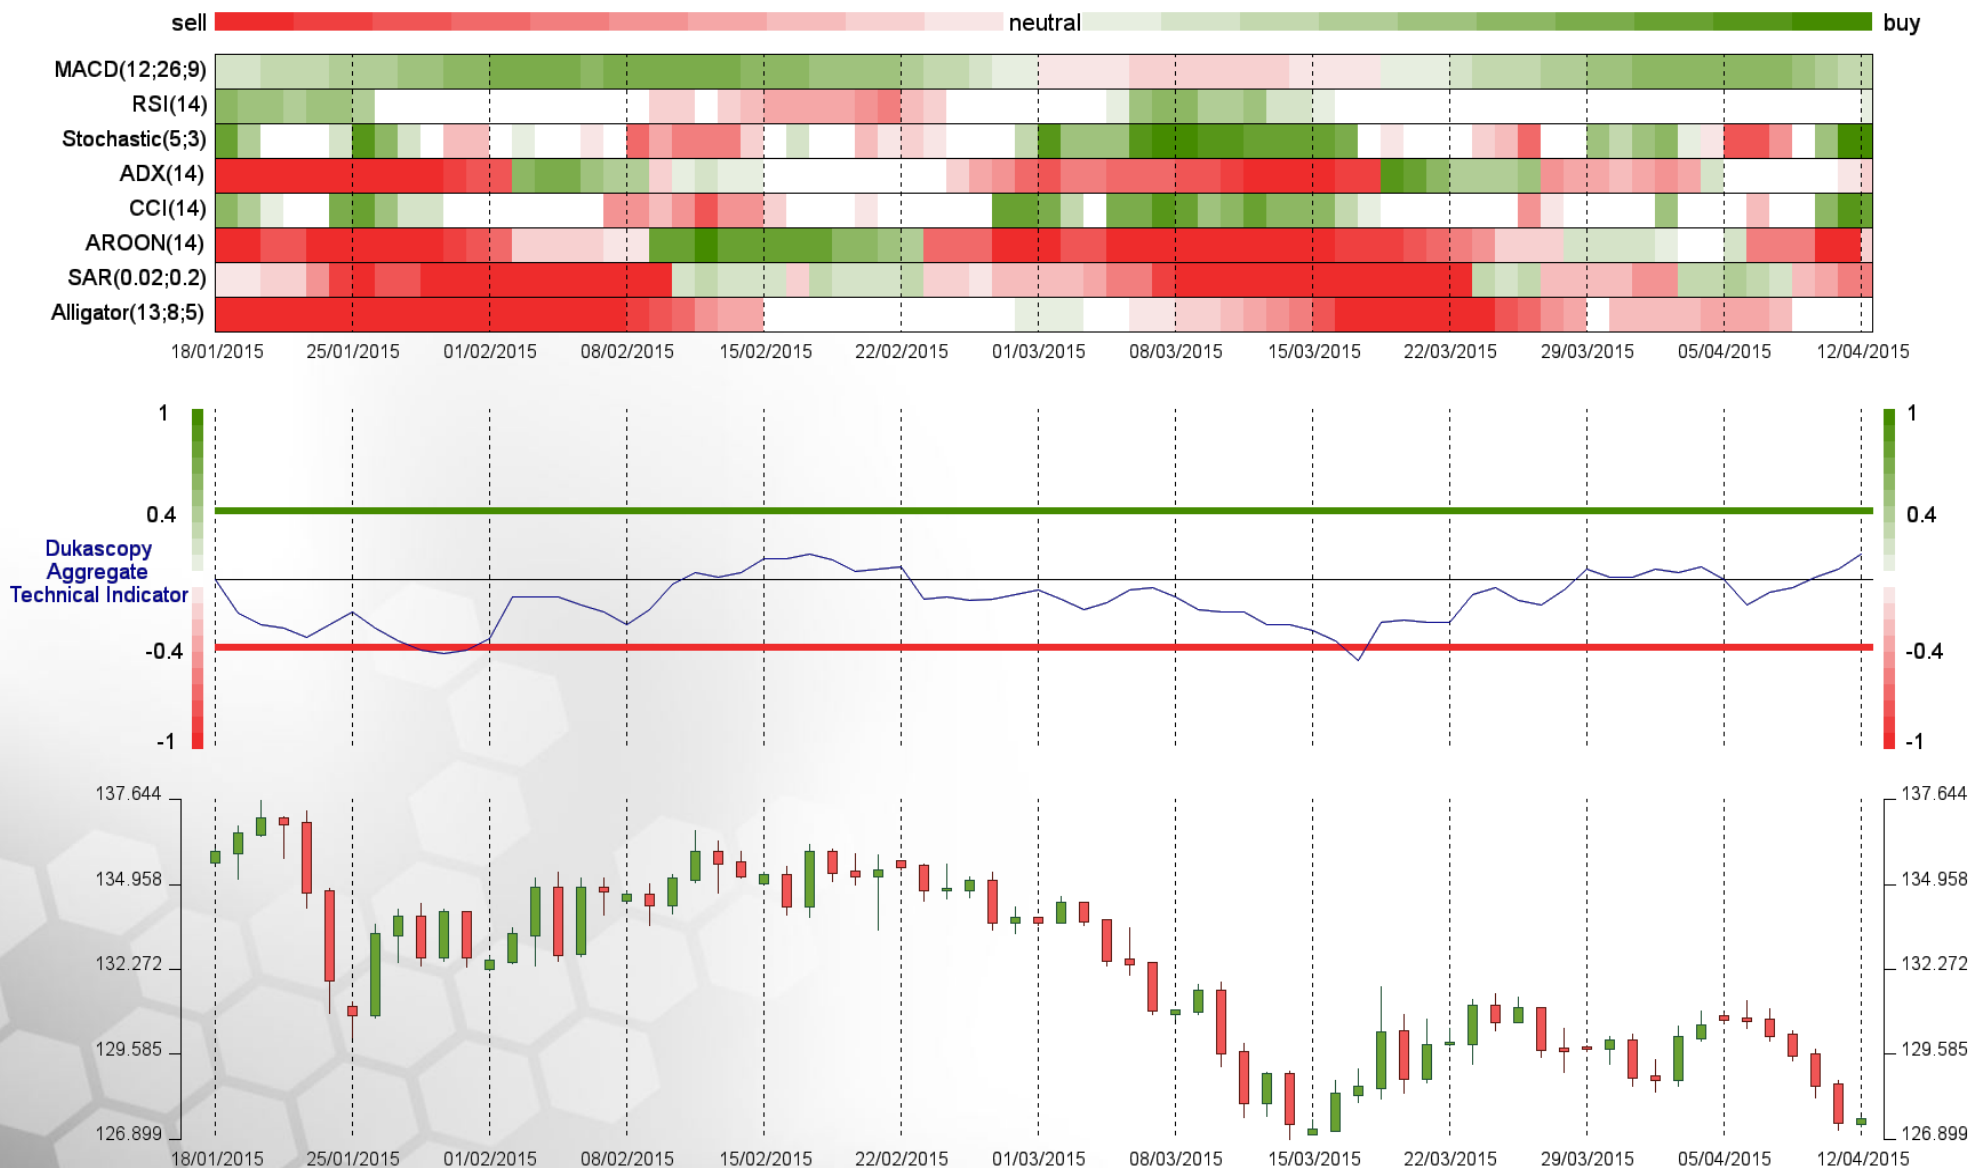 sell neutral buy
MACD(12;26;9)
RSI(14)
Stochastic(5;3)
ADX(14)
CCI(14)
AROON(14)
SAR(0.02;0.2)
Alligator(13;8;5)
18/01/2015 25/01/2015 01/02/2015 08/02/2015 15/02/2015 22/02/2015 01/03/2015 08/03/2015 15/03/2015 22/03/2015 29/03/2015 05/04/2015 12/04/2015
1 1
0.4 0.4
Dukascopy
Aggregate
Technical Indicator
-0.4 -0.4
-1 -1
137.644 137.644
134.958 134.958
132.272 132.272
129.585 129.585
126.899 126.899
18/01/2015 25/01/2015 01/02/2015 08/02/2015 15/02/2015 22/02/2015 01/03/2015 08/03/2015 15/03/2015 22/03/2015 29/03/2015 05/04/2015 12/04/2015